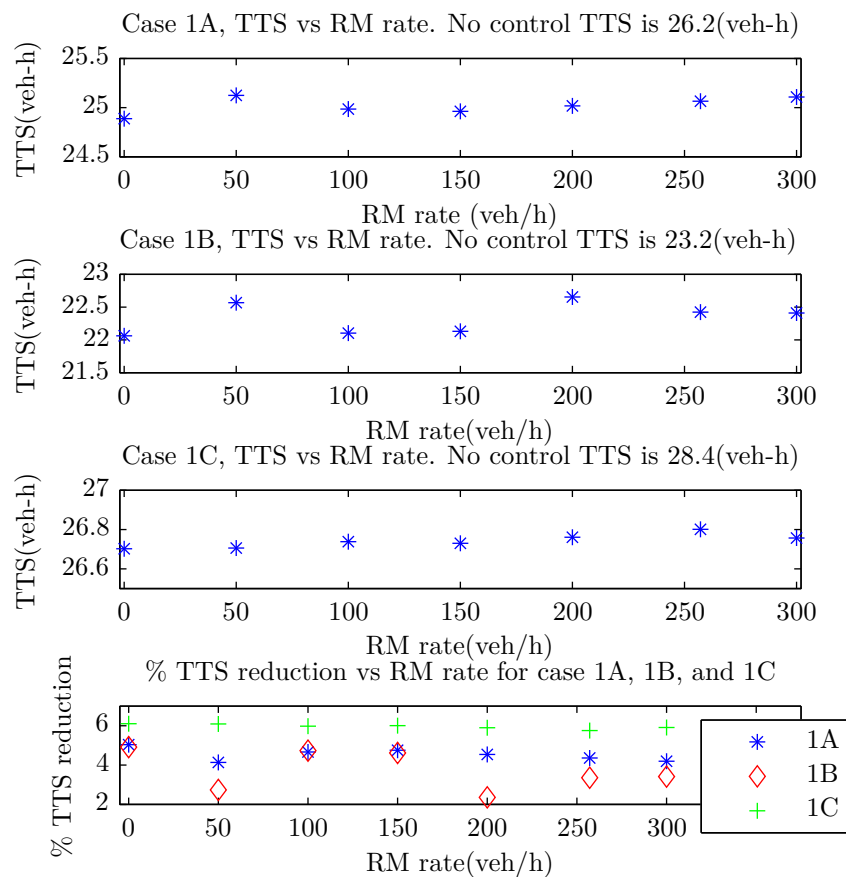 Case 1A, TTS vs RM rate. No control TTS is 26.2(veh-h)
TTS(veh-h)
25.5
25
24.5
0 50 100 150 200 250 300
RM rate (veh/h)
Case 1B, TTS vs RM rate. No control TTS is 23.2(veh-h)
TTS(veh-h)
23
22.5
22
21.5
0 50 100 150 200 250 300
RM rate(veh/h)
Case 1C, TTS vs RM rate. No control TTS is 28.4(veh-h)
TTS(veh-h)
27
26.8
26.6
0 50 100 150 200 250 300
RM rate(veh/h)
% TTS reduction vs RM rate for case 1A, 1B, and 1C
% TTS reduction
6
4
2
0 50 100 150 200 250 300
RM rate(veh/h)
1A
1B
1C